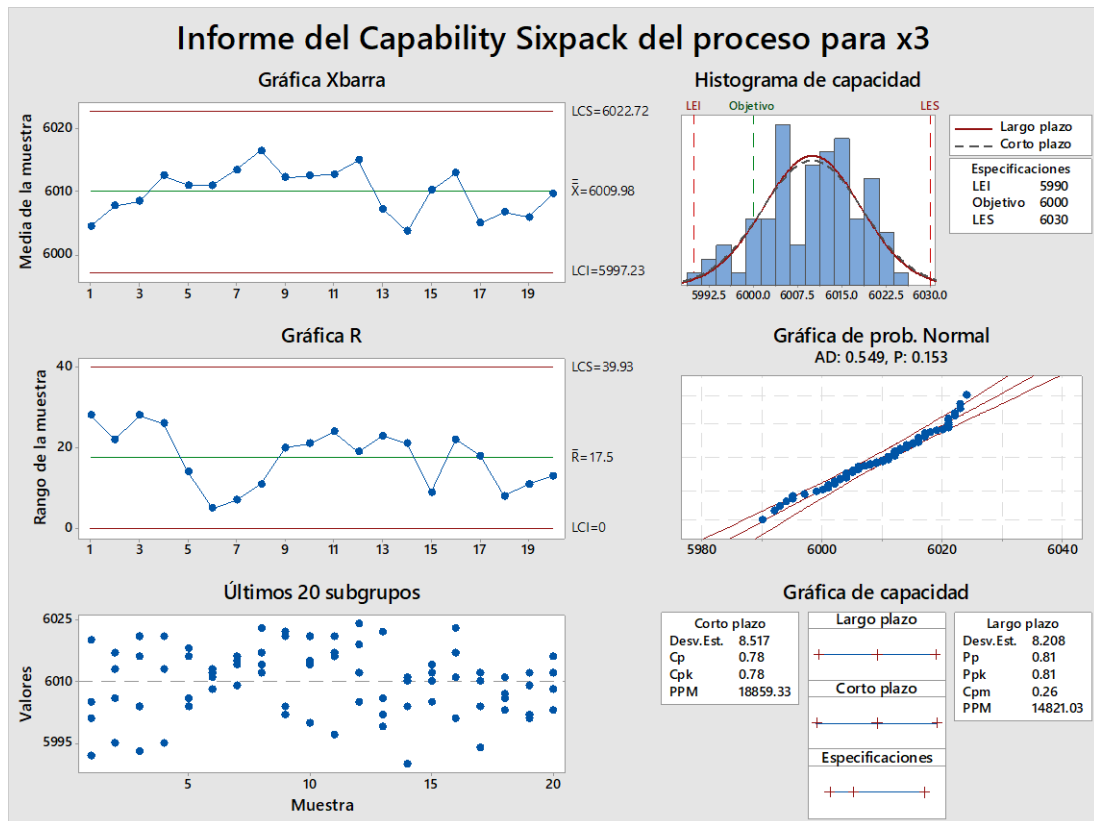 Informe del Capability Sixpack del proceso para x3
Gráfica Xbarra
Media de la muestra
6020
6010
6000
LCS=6022.72
X=6009.98
LCI=5997.23
1 3 5 7 9 11 13 15 17 19
Histograma de capacidad
LEI Objetivo LES
5992.5 6000.0 6007.5 6015.0 6022.5 6030.0
Largo plazo
Corto plazo
Especificaciones
LEI 5990
Objetivo 6000
LES 6030
Gráfica R
Rango de la muestra
40
20
0
LCS=39.93
R=17.5
LCI=0
1 3 5 7 9 11 13 15 17 19
Gráfica de prob. Normal
AD: 0.549, P: 0.153
5980 6000 6020 6040
Últimos 20 subgrupos
Valores
6025
6010
5995
5 10 15 20
Muestra
Gráfica de capacidad
Corto plazo
Desv.Est. 8.517
Cp 0.78
Cpk 0.78
PPM 18859.33
Largo plazo
Corto plazo
Especificaciones
Largo plazo
Desv.Est. 8.208
Pp 0.81
Ppk 0.81
Cpm 0.26
PPM 14821.03